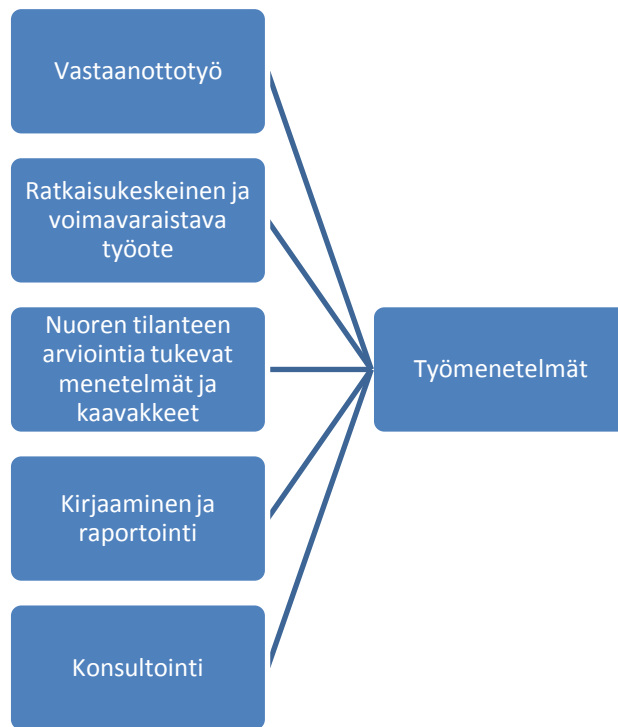 Vastaanottotyö
Ratkaisukeskeinen ja
voimavaraistava
työote
Nuoren tilanteen
arviointia tukevat
menetelmät ja
kaavakkeet
Kirjaaminen ja
raportointi
Konsultointi
Työmenetelmät